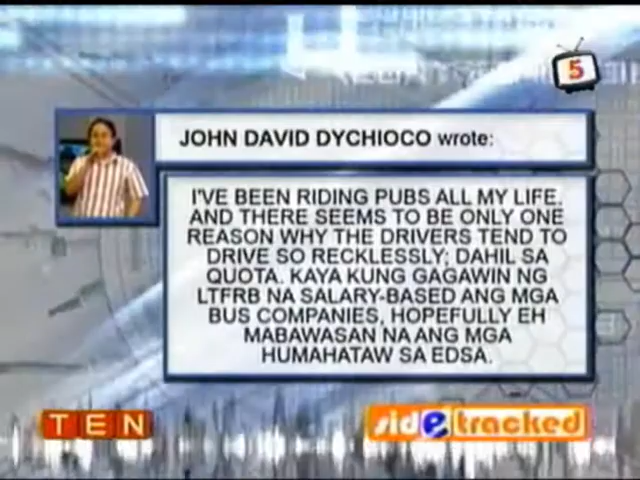 5
JOHN DAVID DYCHIOCO wrote:
I'VE BEEN RIDING PUBS ALL MY LIFE.
AND THERE SEEMS TO BE ONLY ONE
REASON WHY THE DRIVERS TEND TO
DRIVE SO RECKLESSLY; DAHIL SA
QUOTA. KAYA KUNG GAGAWIN NG
LTFRB NA SALARY-BASED ANG MGA
BUS COMPANIES, HOPEFULLY EH
MABAWASAN NA ANG MGA
HUMAHATAW SA EDSA.
TEN
sidetracked